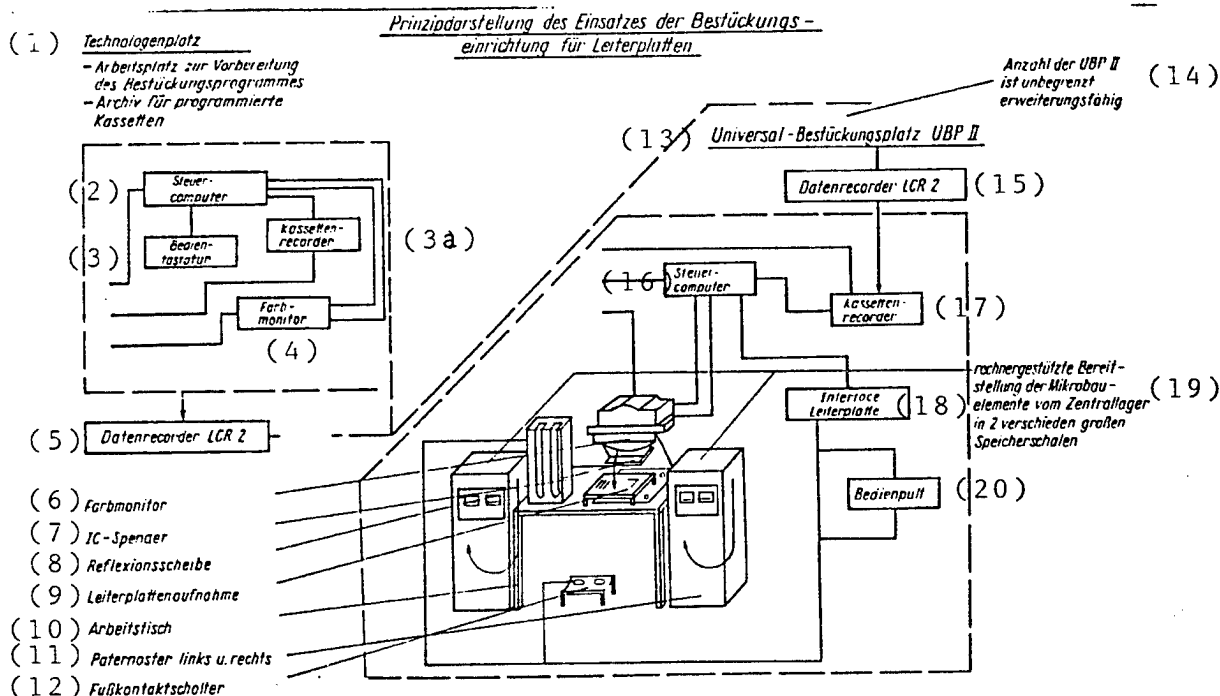 Prinzipdarstellung des Einsatzes der Bestückungs-
einrichtung für Leiterplatten
(1) Technologenplatz
- Arbeitsplatz zur Vorbereitung
des Bestückungsprogrammes
- Archiv für programmierte
Kassetten
(2) Steuer-
computer
(3) Bedien-
tastatur
Kassetten-
recorder
(3a)
Farb-
monitor
(4)
(5) Datenrecorder LCR 2
(6) Farbmonitor
(7) IC-Spender
(8) Reflexionsscheibe
(9) Leiterplattenaufnahme
(10) Arbeitstisch
(11) Paternoster links u. rechts
(12) Fußkontaktschalter
Anzahl der UBP II
ist unbegrenzt
erweiterungsfähig
(14)
(13) Universal-Bestückungsplatz UBP II
Datenrecorder LCR 2 (15)
(16) Steuer-
computer
Kassetten-
recorder (17)
Interface
Leiterplatte (18)
rechnergestützte Bereit-
stellung der Mikrobau-
elemente vom Zentrallager
in 2 verschieden großen
Speicherschalen
(19)
Bedienpult (20)